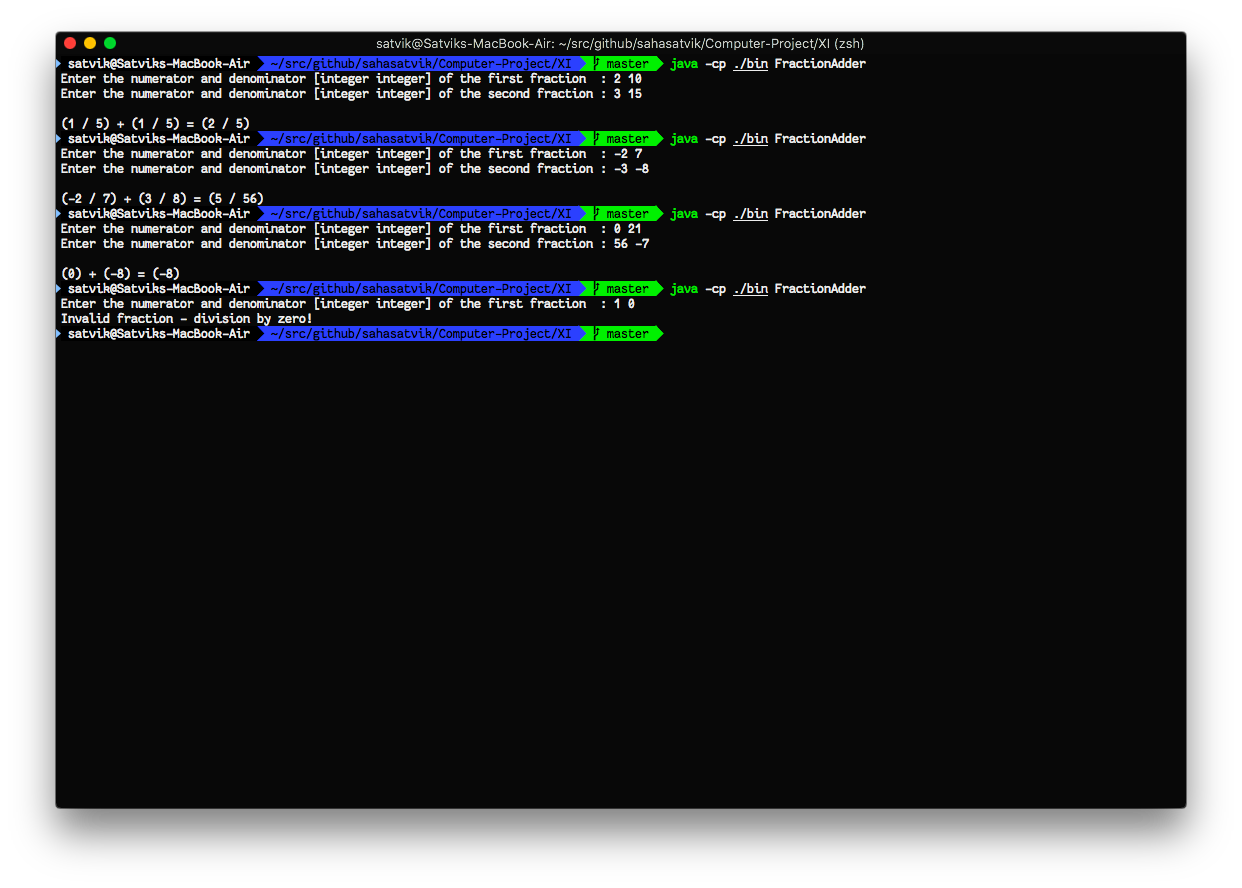 satvik@Satviks-MacBook-Air: ~/src/github/sahasatvik/Computer-Project/XI (zsh)
satvik@Satviks-MacBook-Air ~/src/github/sahasatvik/Computer-Project/XI master java -cp ./bin FractionAdder
Enter the numerator and denominator [integer integer] of the first fraction  : 2 10
Enter the numerator and denominator [integer integer] of the second fraction : 3 15
(1 / 5) + (1 / 5) = (2 / 5)
satvik@Satviks-MacBook-Air ~/src/github/sahasatvik/Computer-Project/XI master java -cp ./bin FractionAdder
Enter the numerator and denominator [integer integer] of the first fraction  : -2 7
Enter the numerator and denominator [integer integer] of the second fraction : -3 -8
(-2 / 7) + (3 / 8) = (5 / 56)
satvik@Satviks-MacBook-Air ~/src/github/sahasatvik/Computer-Project/XI master java -cp ./bin FractionAdder
Enter the numerator and denominator [integer integer] of the first fraction  : 0 21
Enter the numerator and denominator [integer integer] of the second fraction : 56 -7
(0) + (-8) = (-8)
satvik@Satviks-MacBook-Air ~/src/github/sahasatvik/Computer-Project/XI master java -cp ./bin FractionAdder
Enter the numerator and denominator [integer integer] of the first fraction  : 1 0
Invalid fraction - division by zero!
satvik@Satviks-MacBook-Air ~/src/github/sahasatvik/Computer-Project/XI master